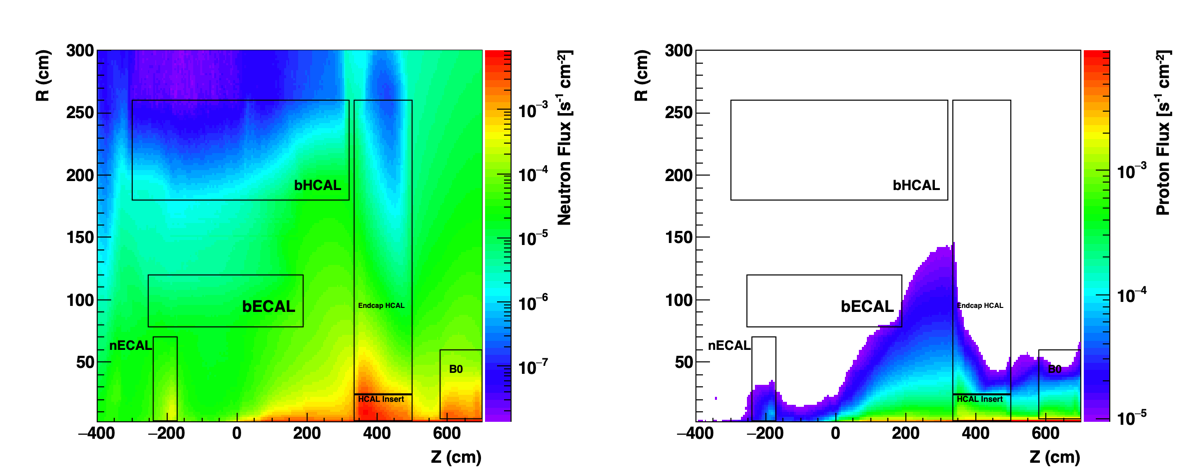 R (cm)
300
250
200
150
100
50
−400 −200 0 200 400 600
Z (cm)
bHCAL
bECAL
nECAL
Endcap HCAL
HCAL Insert
B0
10⁻³
10⁻⁴
10⁻⁵
10⁻⁶
10⁻⁷
Neutron Flux [s⁻¹ cm⁻²]
R (cm)
300
250
200
150
100
50
−400 −200 0 200 400 600
Z (cm)
bHCAL
bECAL
nECAL
Endcap HCAL
HCAL Insert
B0
10⁻³
10⁻⁴
10⁻⁵
Proton Flux [s⁻¹ cm⁻²]